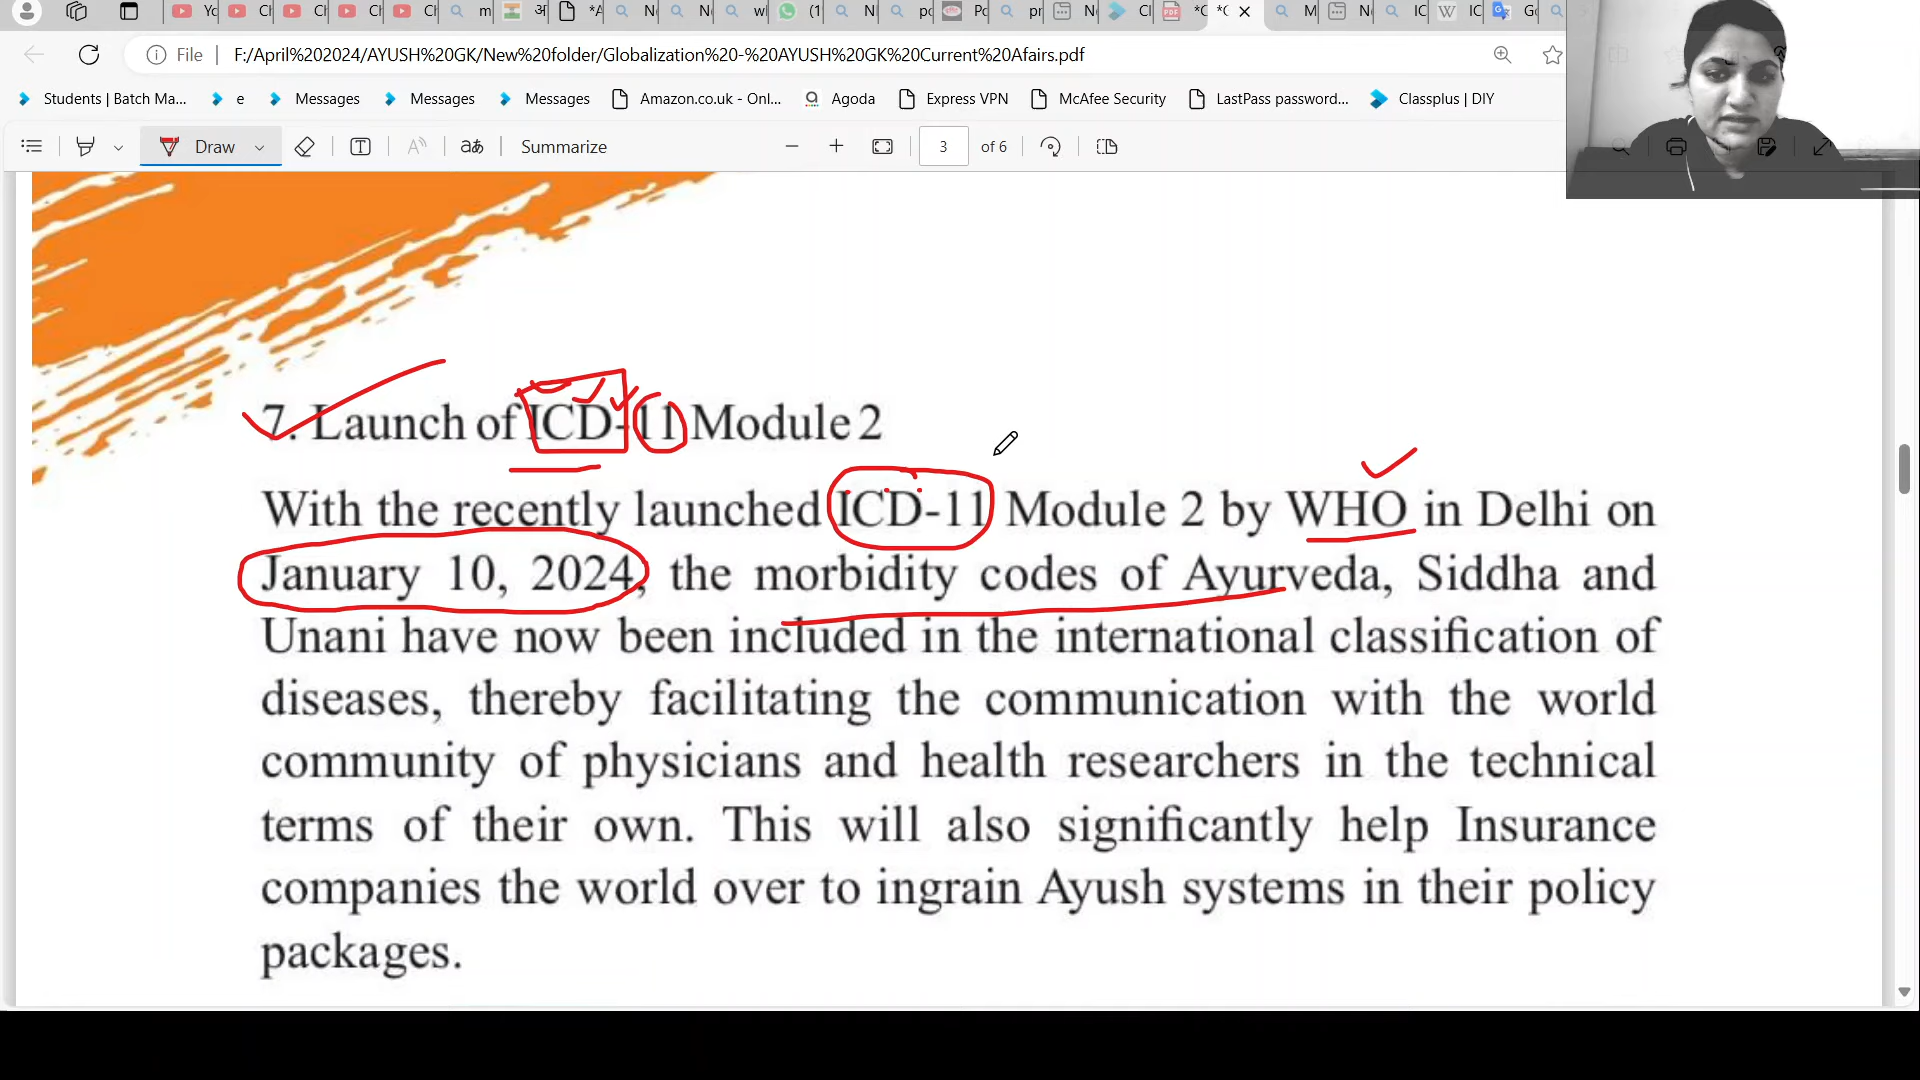 File F:/April%202024/AYUSH%20GK/New%20folder/Globalization%20-%20AYUSH%20GK%20Current%20Afairs.pdf
Students | Batch Ma... e Messages Messages Messages Amazon.co.uk - Onl... Agoda Express VPN McAfee Security LastPass password... Classplus | DIY
Draw aあ Summarize 3 of 6
7. Launch of ICD-11 Module 2
With the recently launched ICD-11 Module 2 by WHO in Delhi on
January 10, 2024, the morbidity codes of Ayurveda, Siddha and
Unani have now been included in the international classification of
diseases, thereby facilitating the communication with the world
community of physicians and health researchers in the technical
terms of their own. This will also significantly help Insurance
companies the world over to ingrain Ayush systems in their policy
packages.